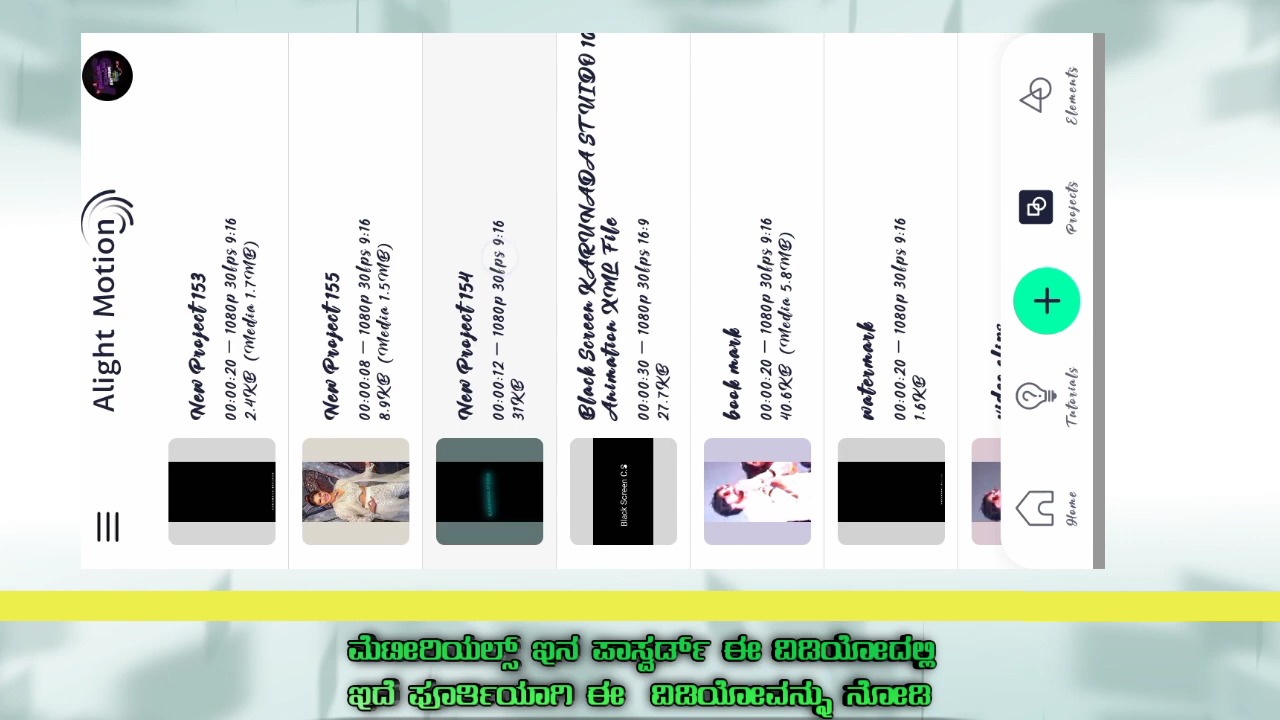 Alight Motion
New Project 153
00:00:20 — 1080p 30fps 9:16
2.4KB (Media 1.7MB)
New Project 155
00:00:08 — 1080p 30fps 9:16
8.9KB (Media 1.5MB)
New Project 154
00:00:12 — 1080p 30fps 9:16
31KB
Black Screen KARUNADA STUIDO 10
Animation XML File
00:00:30 — 1080p 30fps 16:9
27.7KB
Black Screen C.S
book mark
00:00:20 — 1080p 30fps 9:16
40.6KB (Media 5.8MB)
watermark
00:00:20 — 1080p 30fps 9:16
1.6KB
Home
Tutorials
Projects
Elements
ಮೆಟೀರಿಯಲ್ಸ್ ಇನ ಪಾಸ್ವರ್ಡ್ ಈ ವಿಡಿಯೋದಲ್ಲಿ
ಇದೆ ಪೂರ್ತಿಯಾಗಿ ಈ ವಿಡಿಯೋವನ್ನು ನೋಡಿ